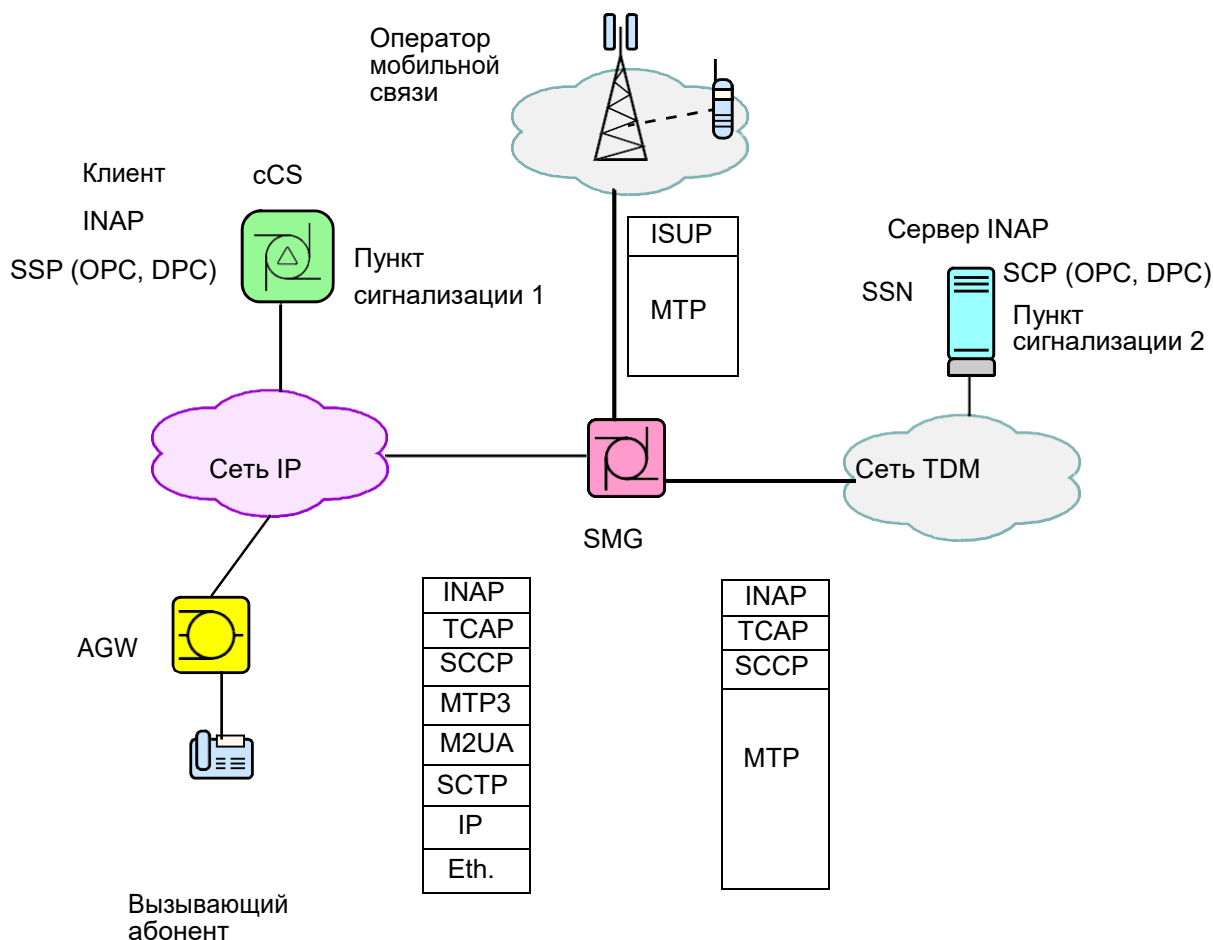 Оператор
мобильной
связи
Клиент
cCS
INAP
SSP (OPC, DPC)
Пункт
сигнализации 1
ISUP
MTP
Сервер INAP
SSN
SCP (OPC, DPC)
Пункт
сигнализации 2
Сеть IP
Сеть TDM
SMG
AGW
INAP
TCAP
SCCP
MTP3
M2UA
SCTP
IP
Eth.
INAP
TCAP
SCCP
MTP
Вызывающий
абонент